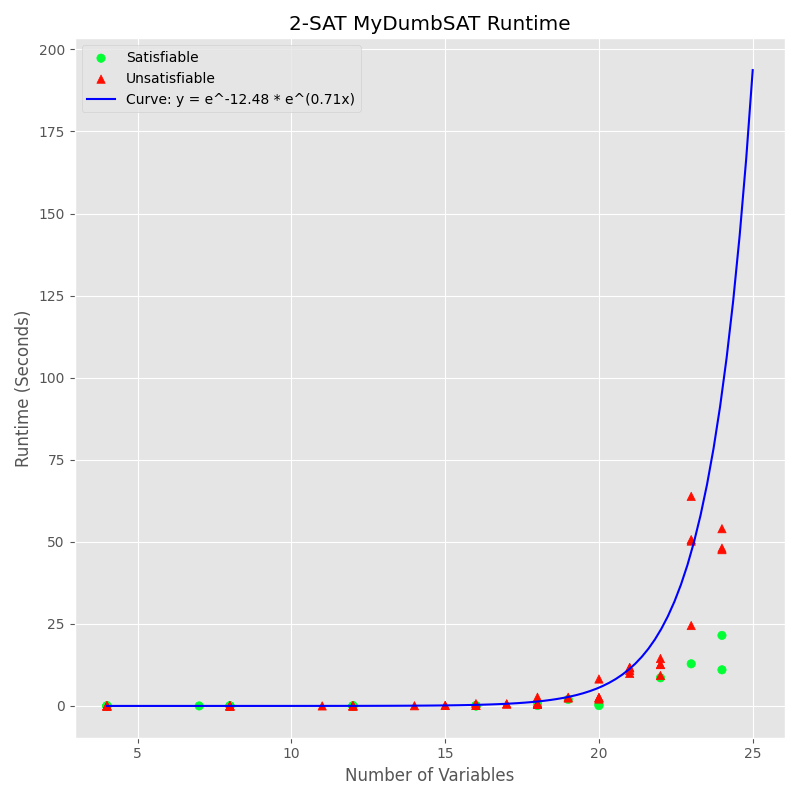 2-SAT MyDumbSAT Runtime
Satisfiable
Unsatisfiable
Curve: y = e^-12.48 * e^(0.71x)
200
175
150
125
100
75
50
25
0
Runtime (Seconds)
5 10 15 20 25
Number of Variables